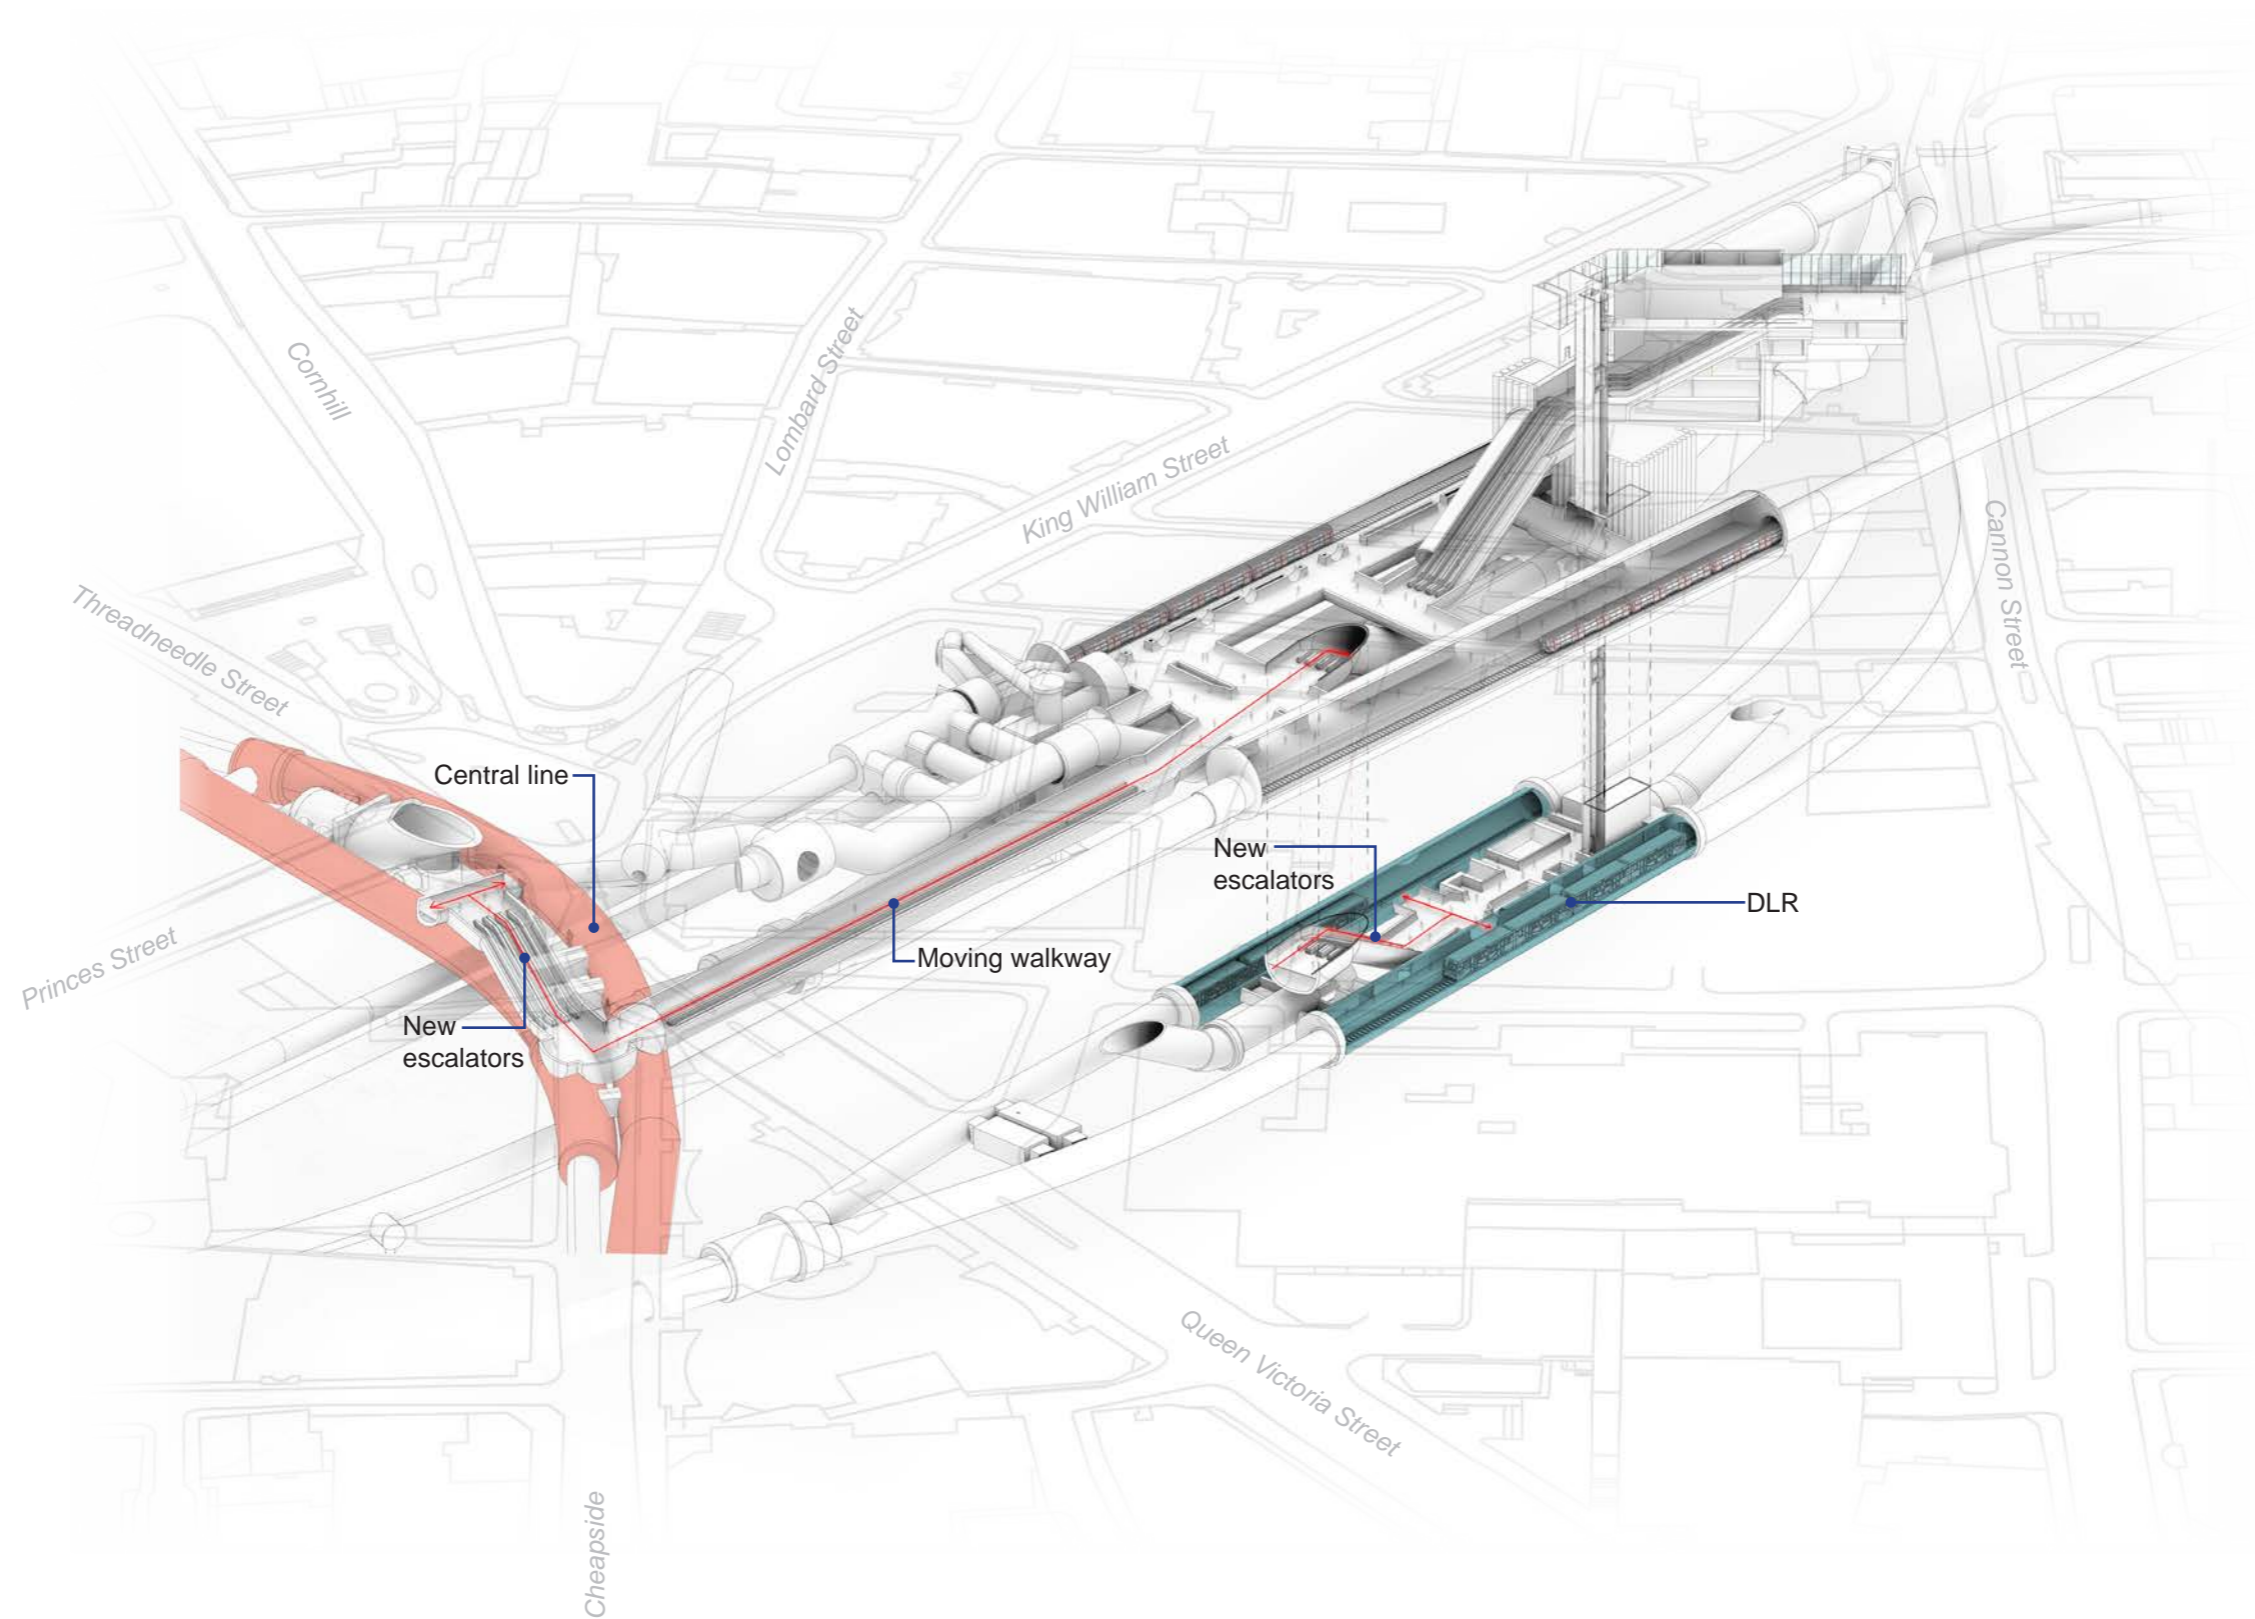 Cornhill
Lombard Street
King William Street
Cannon Street
Threadneedle Street
Central line
New
escalators
DLR
Princes Street
Moving walkway
New
escalators
Queen Victoria Street
Cheapside